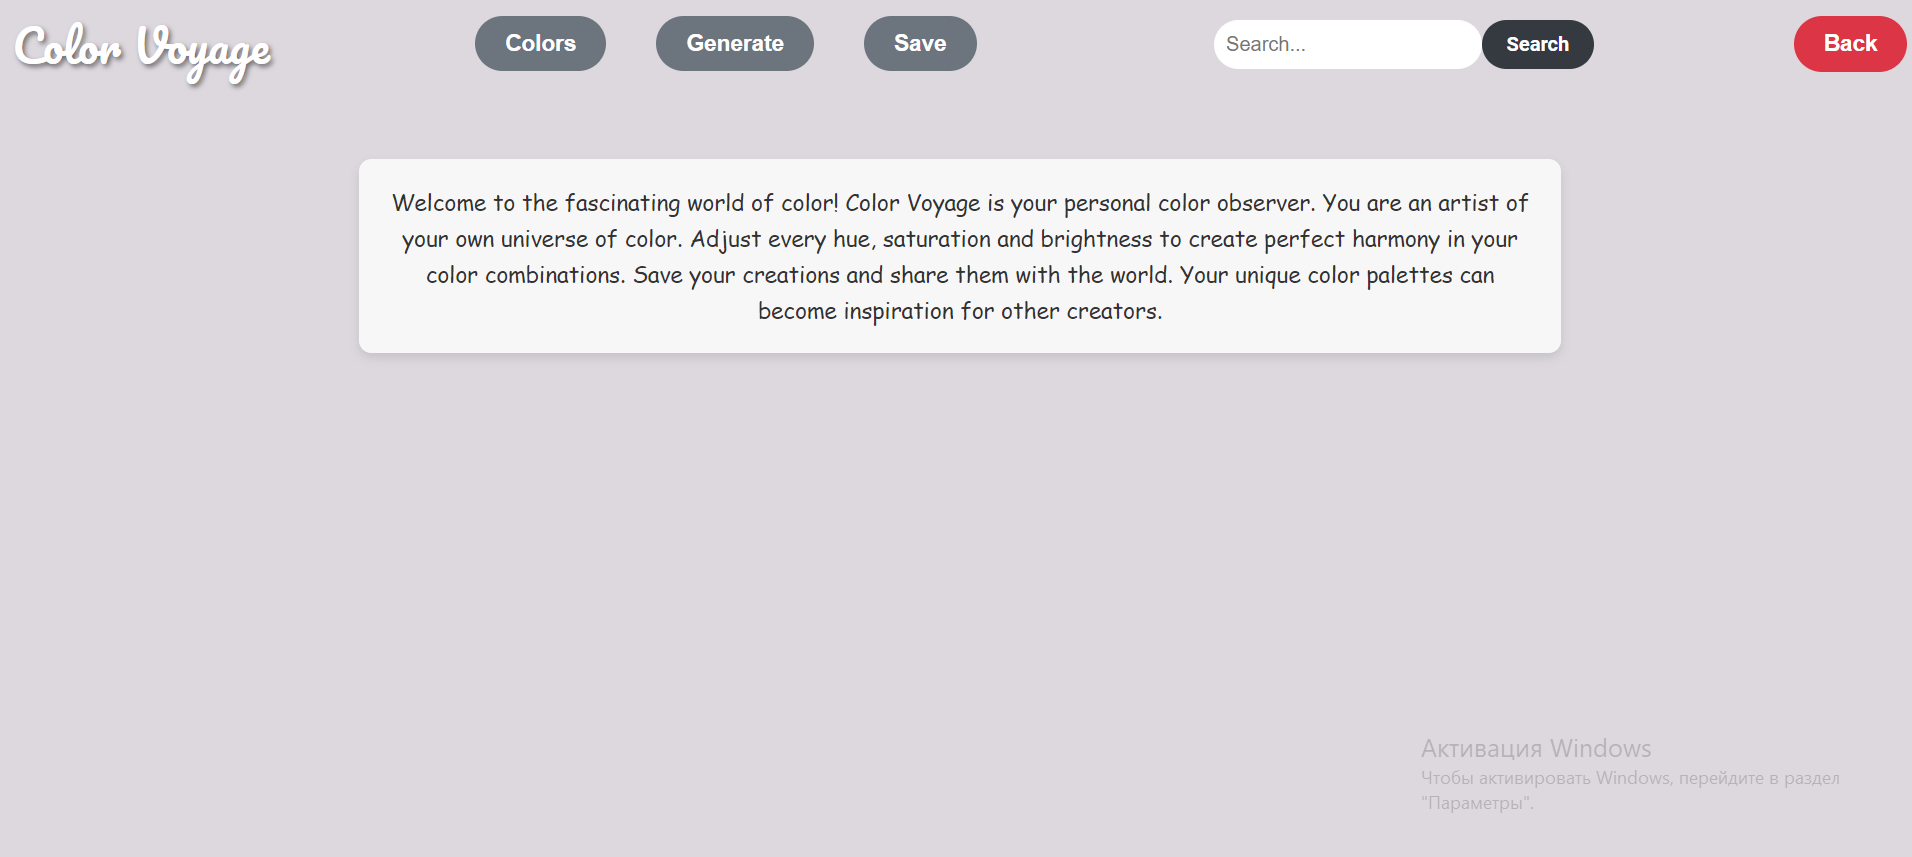 Color Voyage
Colors
Generate
Save
Search...
Search
Back
Welcome to the fascinating world of color! Color Voyage is your personal color observer. You are an artist of
your own universe of color. Adjust every hue, saturation and brightness to create perfect harmony in your
color combinations. Save your creations and share them with the world. Your unique color palettes can
become inspiration for other creators.
Активация Windows
Чтобы активировать Windows, перейдите в раздел
"Параметры".